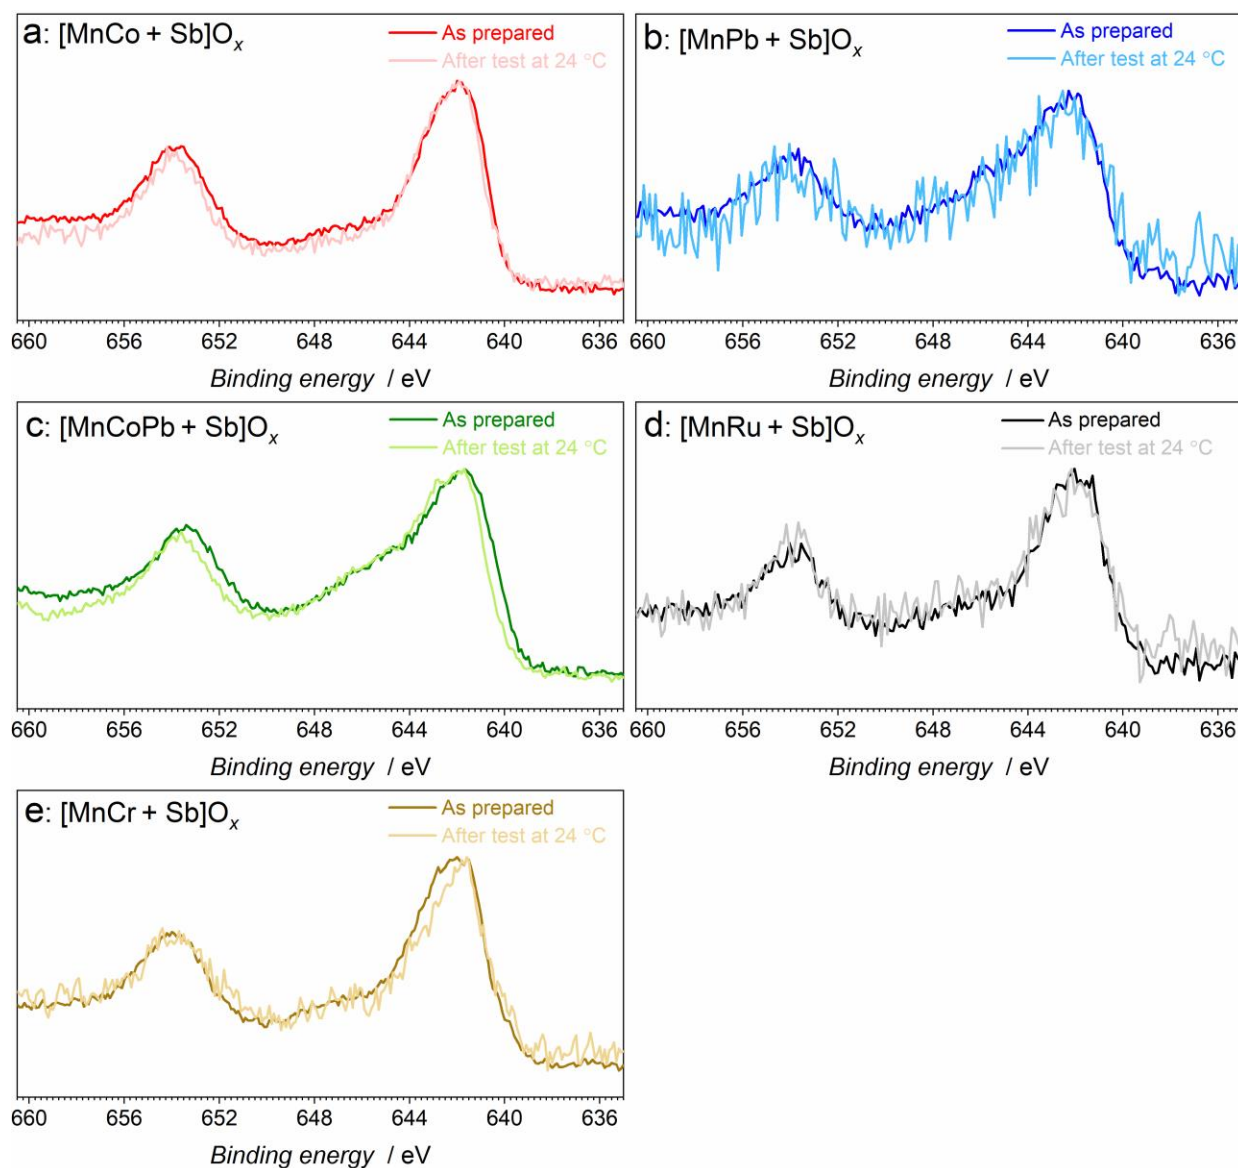 a: [MnCo + Sb]Oₓ
As prepared
After test at 24 °C
660 656 652 648 644 640 636
Binding energy / eV
b: [MnPb + Sb]Oₓ
As prepared
After test at 24 °C
660 656 652 648 644 640 636
Binding energy / eV
c: [MnCoPb + Sb]Oₓ
As prepared
After test at 24 °C
660 656 652 648 644 640 636
Binding energy / eV
d: [MnRu + Sb]Oₓ
As prepared
After test at 24 °C
660 656 652 648 644 640 636
Binding energy / eV
e: [MnCr + Sb]Oₓ
As prepared
After test at 24 °C
660 656 652 648 644 640 636
Binding energy / eV